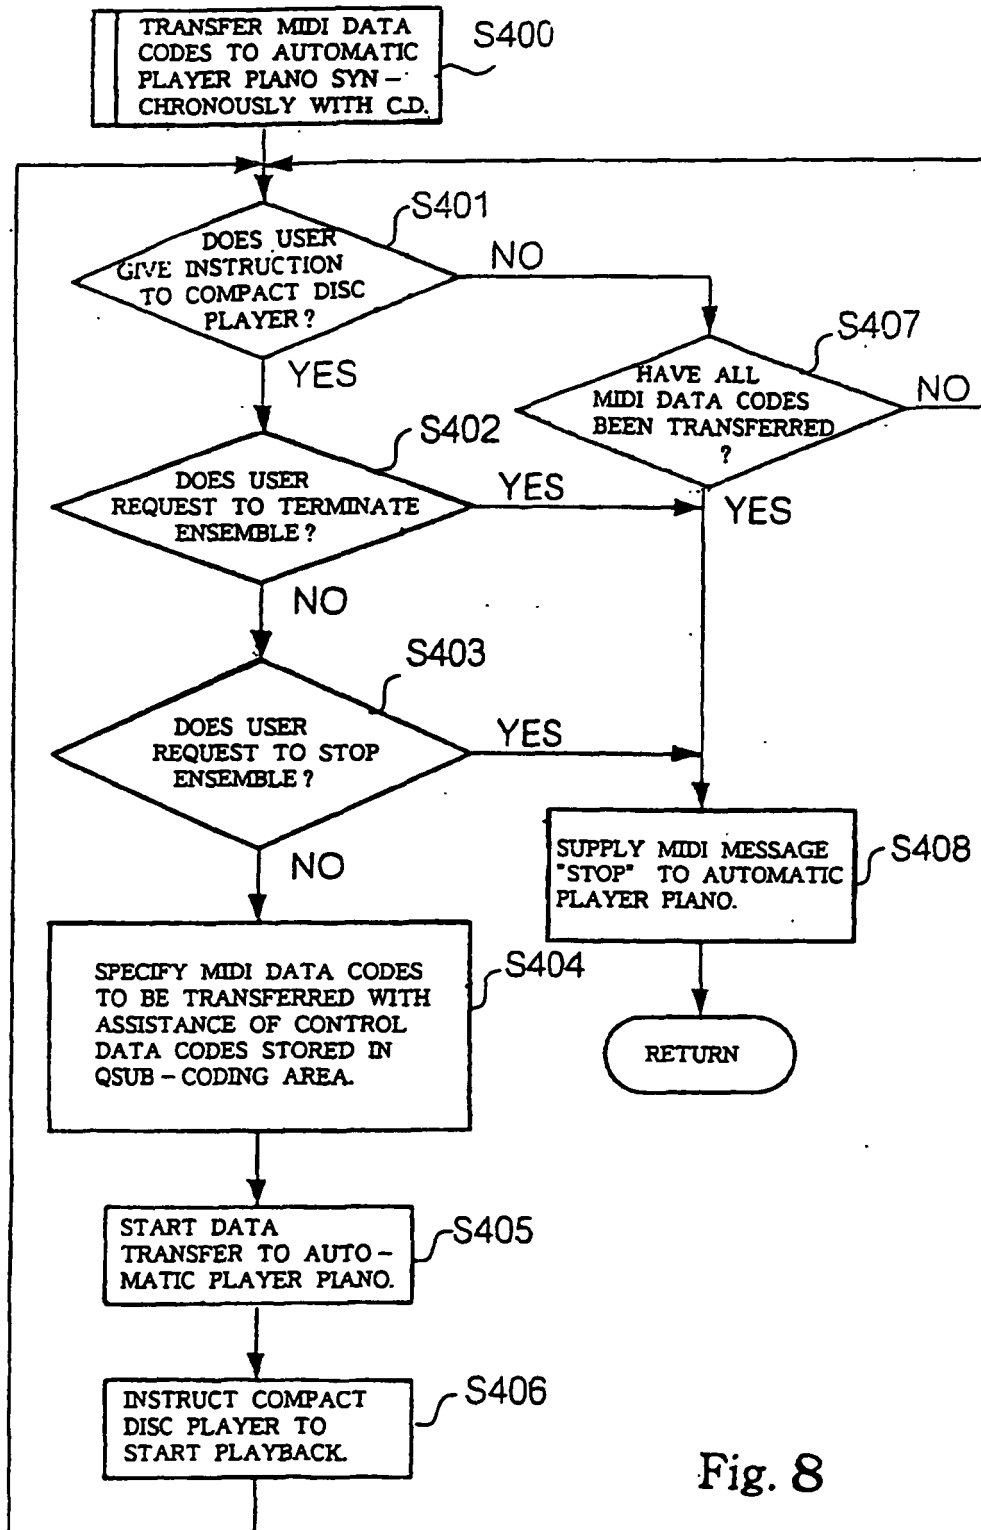 TRANSFER MIDI DATA
CODES TO AUTOMATIC
PLAYER PIANO SYN-
CHRONOUSLY WITH C.D.
S400
S401
DOES USER
GIVE INSTRUCTION
TO COMPACT DISC
PLAYER?
NO
YES
S407
HAVE ALL
MIDI DATA CODES
BEEN TRANSFERRED
?
NO
YES
S402
DOES USER
REQUEST TO TERMINATE
ENSEMBLE?
YES
NO
S403
DOES USER
REQUEST TO STOP
ENSEMBLE?
YES
NO
S408
SUPPLY MIDI MESSAGE
"STOP" TO AUTOMATIC
PLAYER PIANO.
S404
SPECIFY MIDI DATA CODES
TO BE TRANSFERRED WITH
ASSISTANCE OF CONTROL
DATA CODES STORED IN
QSUB-CODING AREA.
RETURN
S405
START DATA
TRANSFER TO AUTO-
MATIC PLAYER PIANO.
S406
INSTRUCT COMPACT
DISC PLAYER TO
START PLAYBACK.
Fig. 8